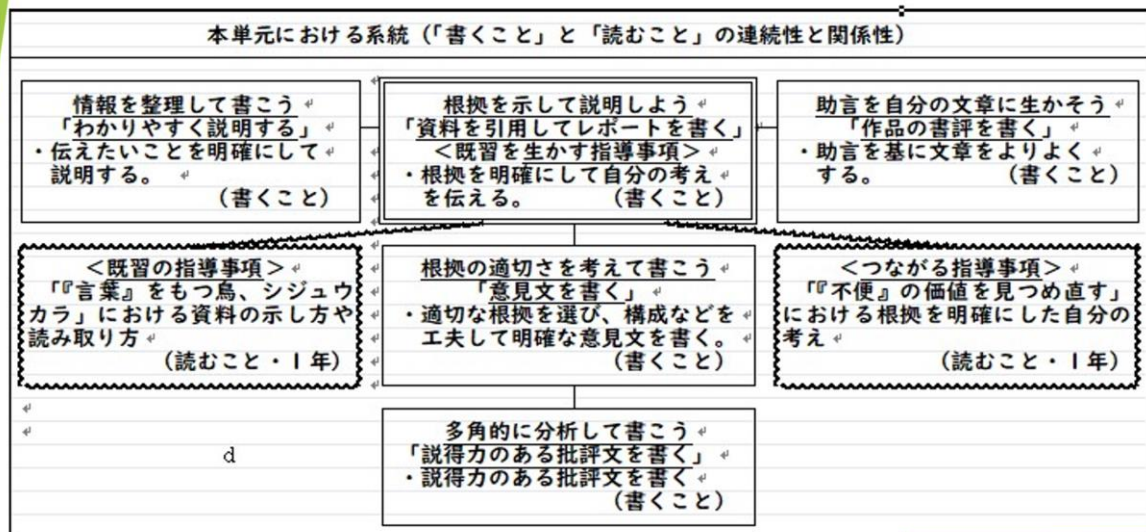 本単元における系統（「書くこと」と「読むこと」の連続性と関係性）
情報を整理して書こう
「わかりやすく説明する」
・伝えたいことを明確にして
説明する。
（書くこと）
根拠を示して説明しよう
「資料を引用してレポートを書く」
＜既習を生かす指導事項＞
・根拠を明確にして自分の考え
を伝える。　（書くこと）
助言を自分の文章に生かそう
「作品の書評を書く」
・助言を基に文章をよりよく
する。　（書くこと）
＜既習の指導事項＞
「『言葉』をもつ鳥、シジュウ
カラ」における資料の示し方や
読み取り方
（読むこと・１年）
根拠の適切さを考えて書こう
「意見文を書く」
・適切な根拠を選び、構成などを
工夫して明確な意見文を書く。
（書くこと）
＜つながる指導事項＞
「『不便』の価値を見つめ直す」
における根拠を明確にした自分の
考え
（読むこと・１年）
d
多角的に分析して書こう
「説得力のある批評文を書く」
・説得力のある批評文を書く
（書くこと）